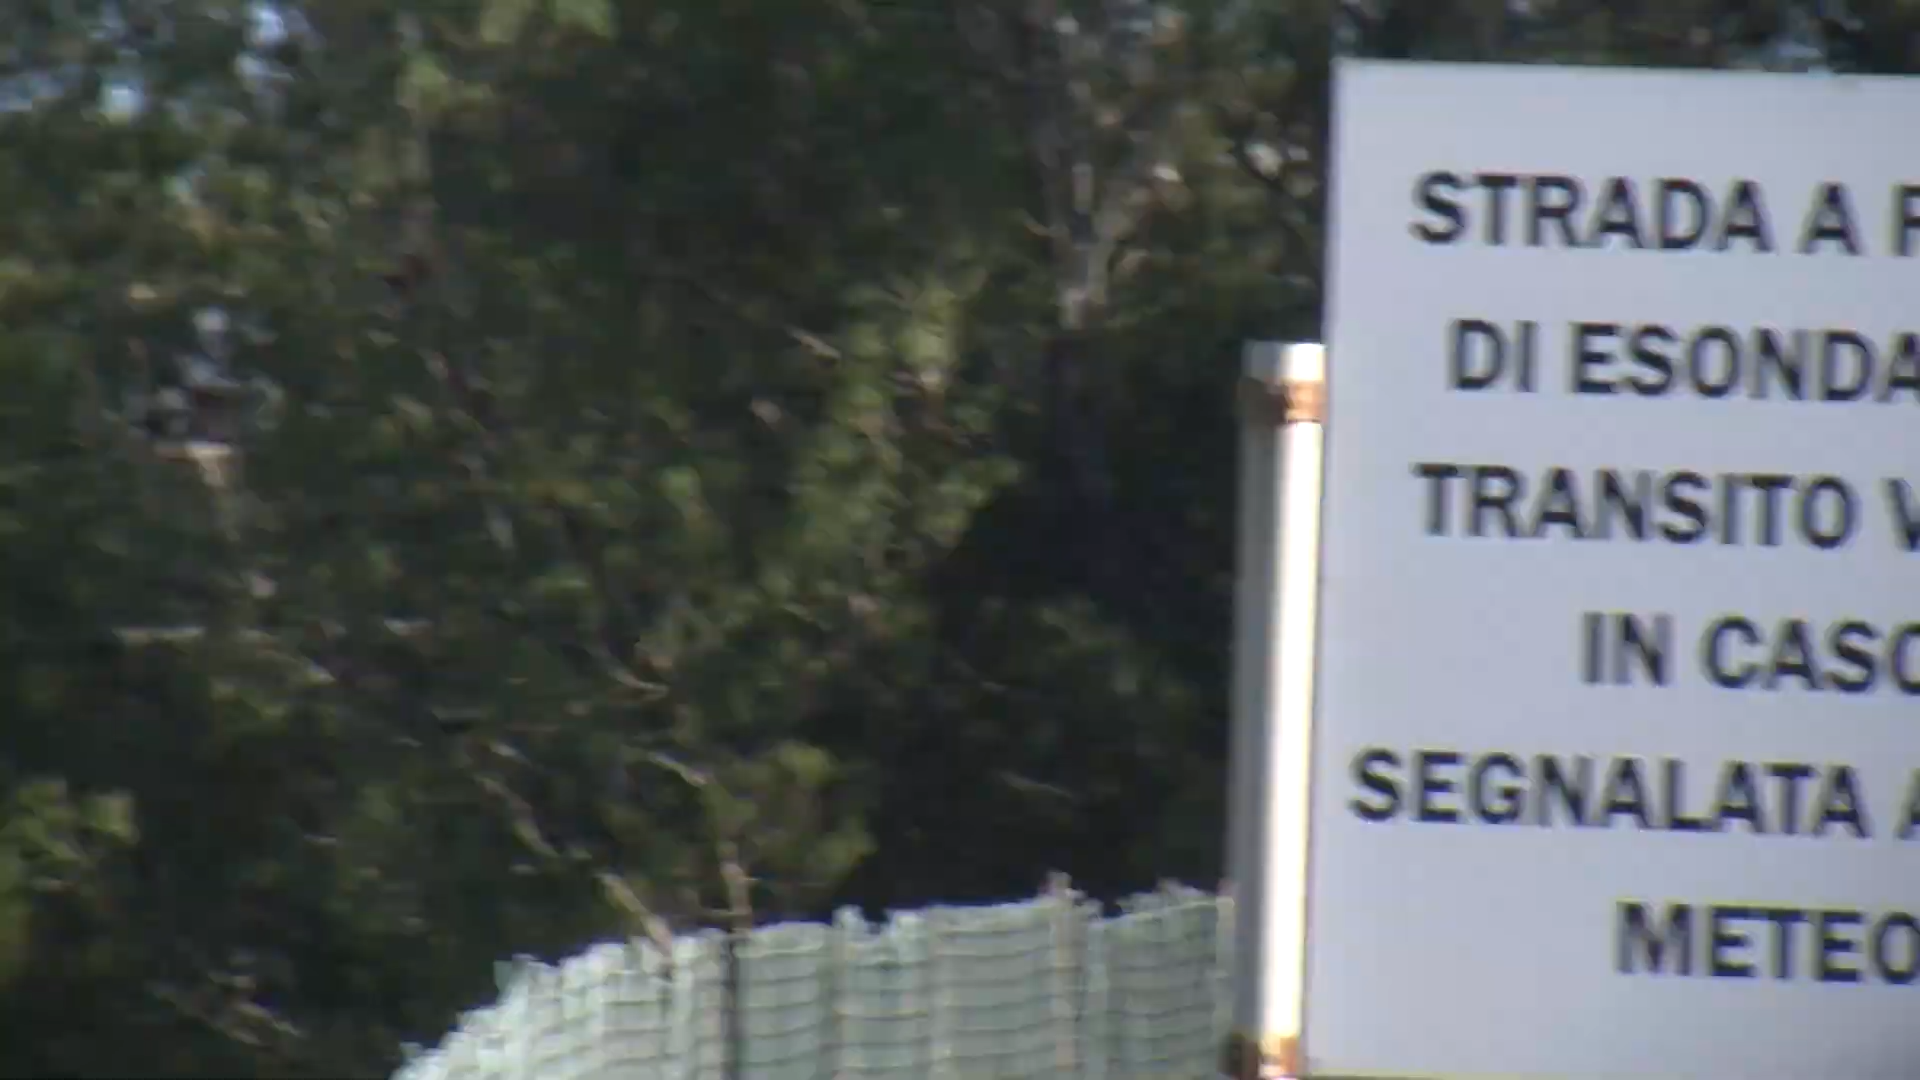 STRADA A
DI ESONDA
TRANSITO V
IN CASO
SEGNALATA A
METEO